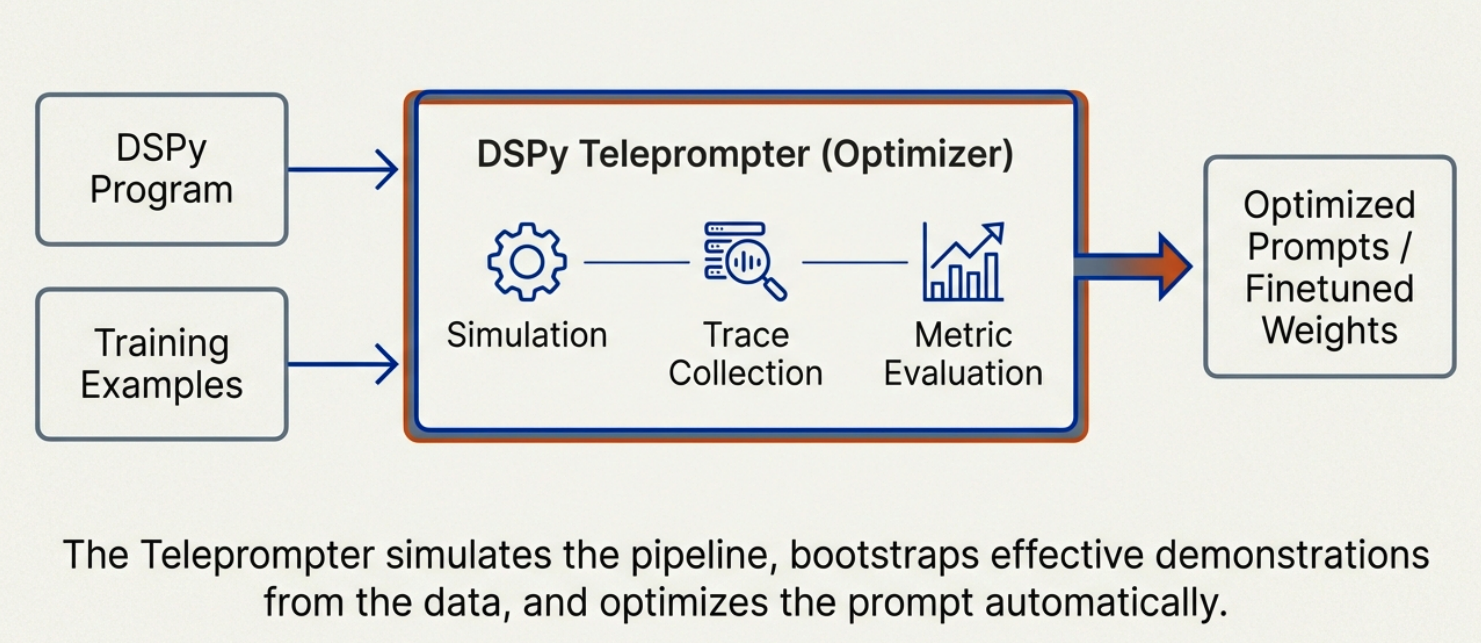 DSPy
Program
Training
Examples
DSPy Teleprompter (Optimizer)
Simulation
Trace
Collection
Metric
Evaluation
Optimized
Prompts /
Finetuned
Weights
The Teleprompter simulates the pipeline, bootstraps effective demonstrations
from the data, and optimizes the prompt automatically.